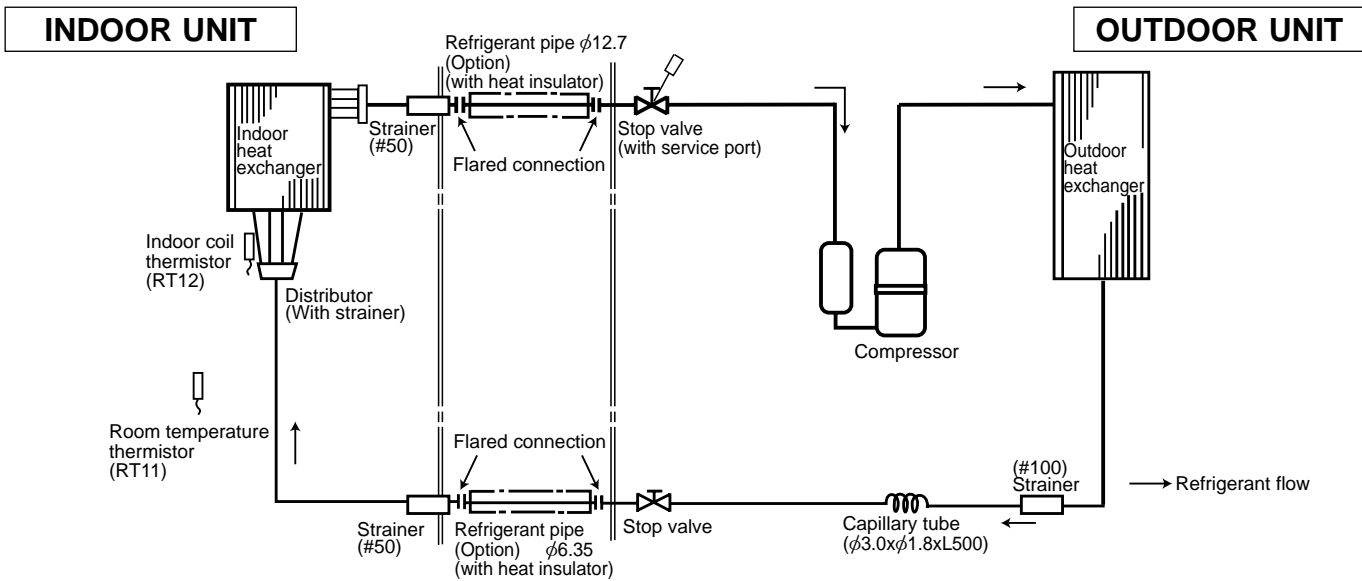 INDOOR UNIT
OUTDOOR UNIT
Refrigerant pipe ϕ12.7
(Option)
(with heat insulator)
Indoor
heat
exchanger
Strainer
(#50)
Flared connection
Stop valve
(with service port)
Outdoor
heat
exchanger
Indoor coil
thermistor
(RT12)
Distributor
(With strainer)
Compressor
Room temperature
thermistor
(RT11)
Flared connection
(#100)
Strainer
Refrigerant flow
Strainer
(#50)
Refrigerant pipe
(Option) ϕ6.35
(with heat insulator)
Stop valve
Capillary tube
(ϕ3.0xϕ1.8xL500)